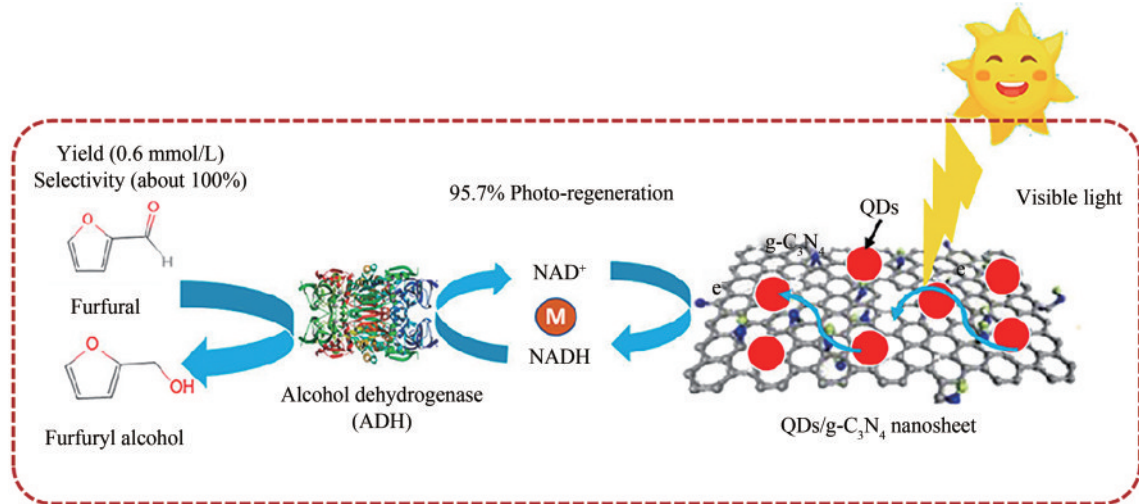 Yield (0.6 mmol/L)
Selectivity (about 100%)
O
O
H
Furfural
O
OH
Furfuryl alcohol
Alcohol dehydrogenase
(ADH)
95.7% Photo-regeneration
NAD⁺
M
NADH
QDs
g-C₃N₄
e
e
Visible light
QDs/g-C₃N₄ nanosheet